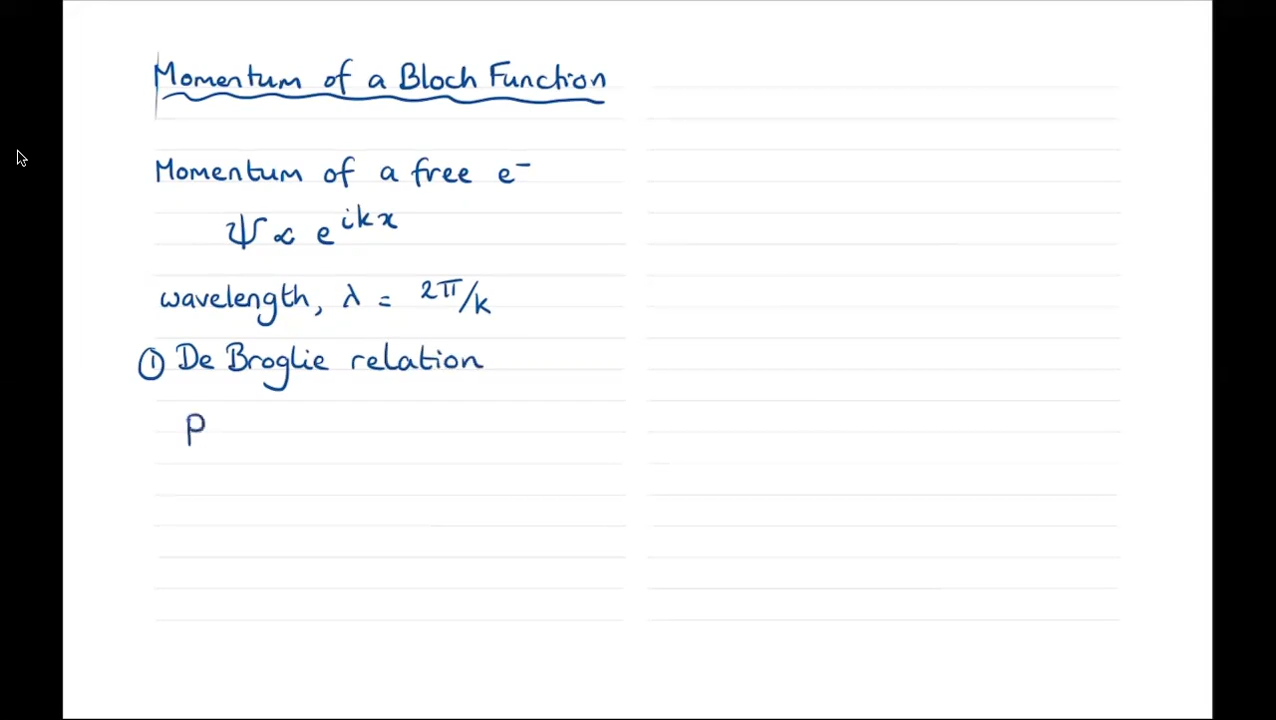 Momentum of a Bloch Function
Momentum of a free e⁻
ψ ∝ e^{ikx}
wavelength, λ = 2π/k
① De Broglie relation
P